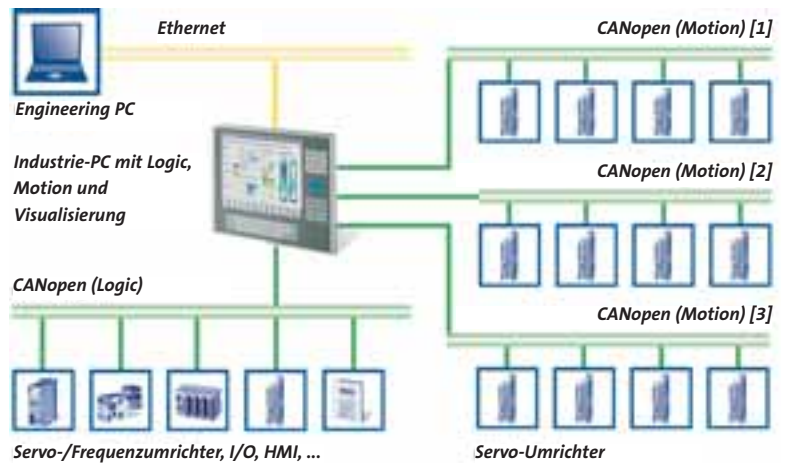 Ethernet
CANopen (Motion) [1]
Engineering PC
Industrie-PC mit Logic,
Motion und
Visualisierung
CANopen (Motion) [2]
CANopen (Logic)
CANopen (Motion) [3]
Servo-/Frequenzumrichter, I/O, HMI, ...
Servo-Umrichter